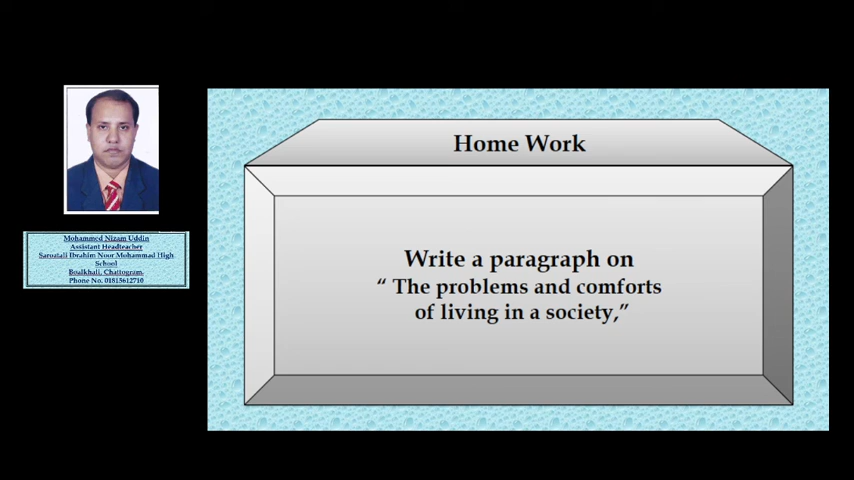 Mohammed Nizam Uddin
Assistant Headteacher
Saroatali Ibrahim Noor Mohammad High
School
Boalkhali, Chattogram.
Phone No. 01815612710
Home Work
Write a paragraph on
“ The problems and comforts
of living in a society,”